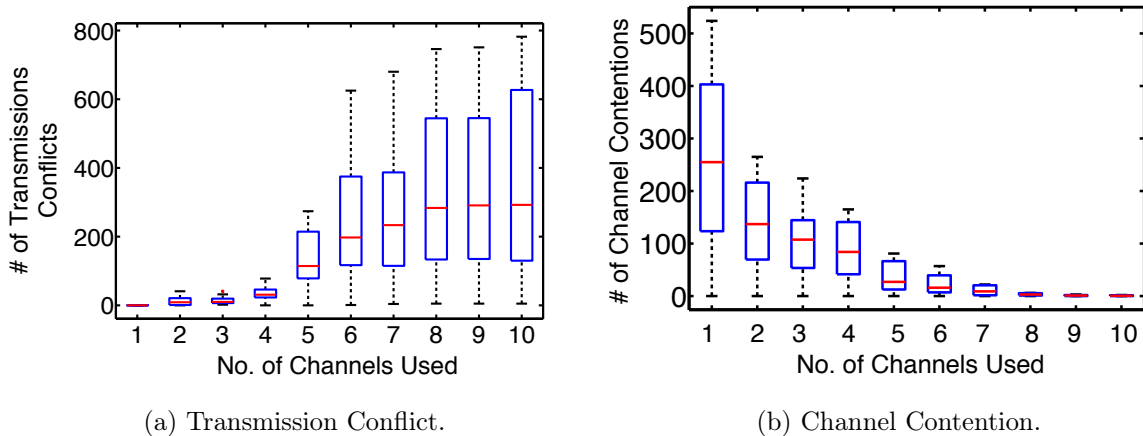 800
600
400
200
0
# of Transmissions
Conflicts
1 2 3 4 5 6 7 8 9 10
No. of Channels Used
(a) Transmission Conflict.
500
400
300
200
100
0
# of Channel Contentions
1 2 3 4 5 6 7 8 9 10
No. of Channels Used
(b) Channel Contention.